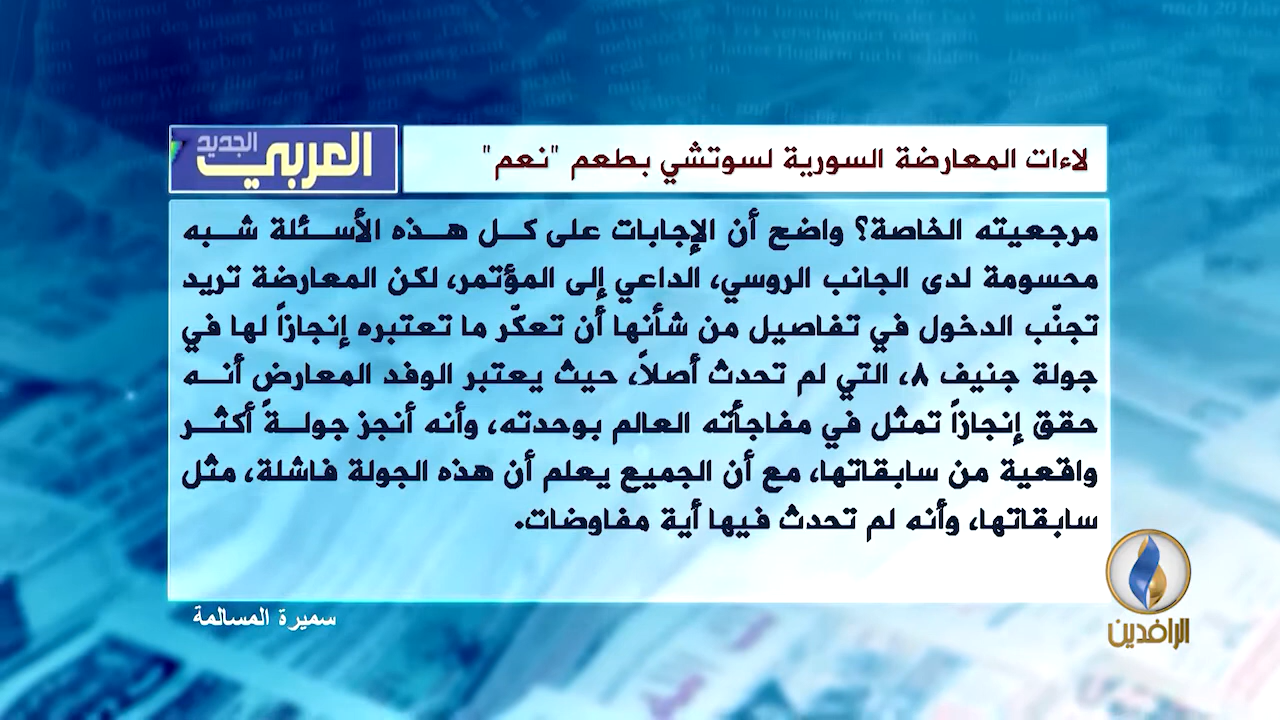 العربي الجديد
لاءات المعارضة السورية لسوتشي بطعم "نعم"
مرجعيته الخاصة؟ واضح أن الإجابات على كل هذه الأسئلة شبه
محسومة لدى الجانب الروسي، الداعي إلى المؤتمر، لكن المعارضة تريد
تجنّب الدخول في تفاصيل من شأنها أن تعكّر ما تعتبره إنجازاً لها في
جولة جنيف ٨، التي لم تحدث أصلاً، حيث يعتبر الوفد المعارض أنه
حقق إنجازاً تمثل في مفاجأته العالم بوحدته، وأنه أنجز جولةً أكثر
واقعية من سابقاتها، مع أن الجميع يعلم أن هذه الجولة فاشلة، مثل
سابقاتها، وأنه لم تحدث فيها أية مفاوضات.
سميرة المسالمة
الرافدين